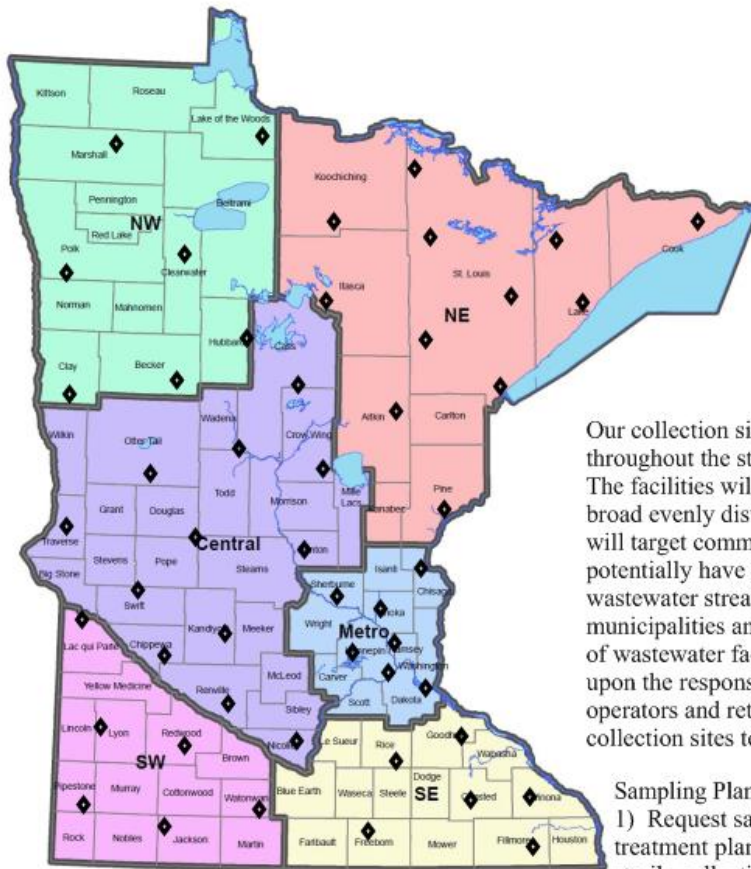 Kittson
Roseau
Lake of the Woods
Marshall
Koochiching
Pennington
Beltrami
NW
Red Lake
Polk
Clearwater
Cook
St. Louis
Itasca
Lake
Norman
Mahnomen
NE
Hubbard
Cass
Clay
Becker
Aitkin
Carlton
Wilkin
Otter Tail
Wadena
Crow Wing
Our collection si
throughout the st
The facilities will
broad evenly dist
will target comm
potentially have
wastewater strea
municipalities an
of wastewater fa
upon the respons
operators and ret
collection sites to
Todd
Mille
Lacs
Pine
Grant
Douglas
Morrison
Kanabec
Traverse
Central
Benton
Stevens
Pope
Stearns
Isanti
Big Stone
Sherburne
Chisago
Swift
Anoka
Wright
Metro
Kandiyohi
Meeker
Hennepin
Ramsey
Lac qui Parle
Chippewa
Washington
Carver
McLeod
Yellow Medicine
Renville
Scott
Dakota
Sibley
Lincoln
Lyon
Redwood
Nicollet
Le Sueur
Rice
Goodhue
Wabasha
Brown
SW
Dodge
Sampling Plan
Pipestone
Murray
Cottonwood
Watonwan
Blue Earth
Waseca
Steele
SE
Olmsted
Winona
1) Request sa
treatment plan
Rock
Nobles
Jackson
Martin
Faribault
Freeborn
Mower
Fillmore
Houston